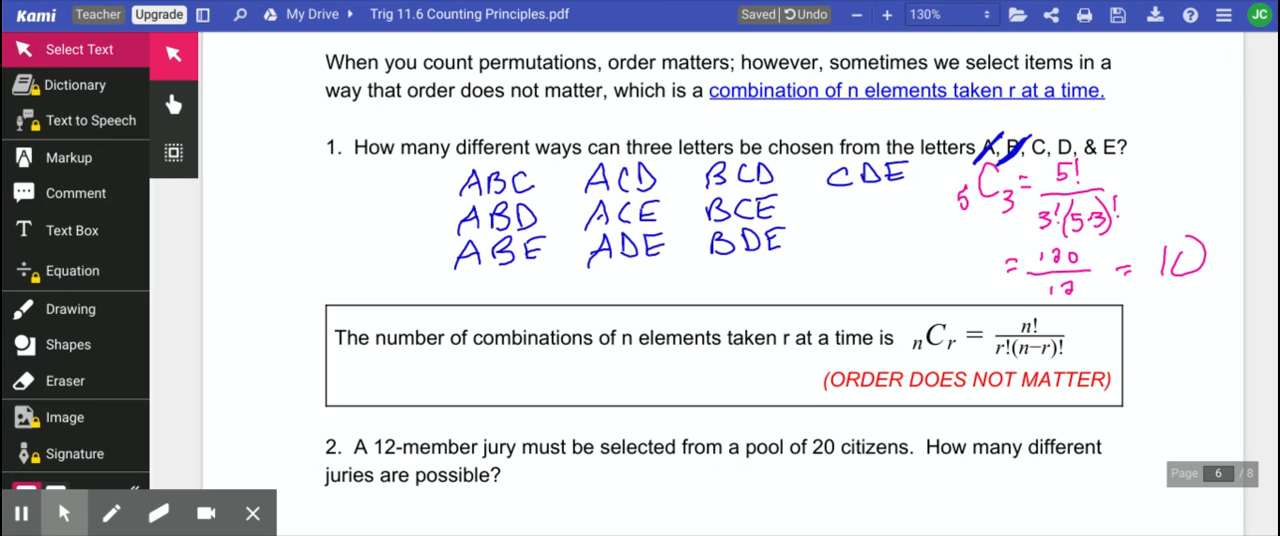 Kami Teacher Upgrade My Drive Trig 11.6 Counting Principles.pdf Saved Undo 130% JC
Select Text
Dictionary
Text to Speech
Markup
Comment
Text Box
Equation
Drawing
Shapes
Eraser
Image
Signature
When you count permutations, order matters; however, sometimes we select items in a
way that order does not matter, which is a combination of n elements taken r at a time.
1. How many different ways can three letters be chosen from the letters A, B, C, D, & E?
ABC ACD BCD CDE
ABD ACE BCE
ABE ADE BDE
5C3 = 5! / 3!(5-3)!
= 120 / 12 = 10
The number of combinations of n elements taken r at a time is nCr = n! / r!(n−r)!
(ORDER DOES NOT MATTER)
2. A 12-member jury must be selected from a pool of 20 citizens. How many different
juries are possible?
Page 6 / 8